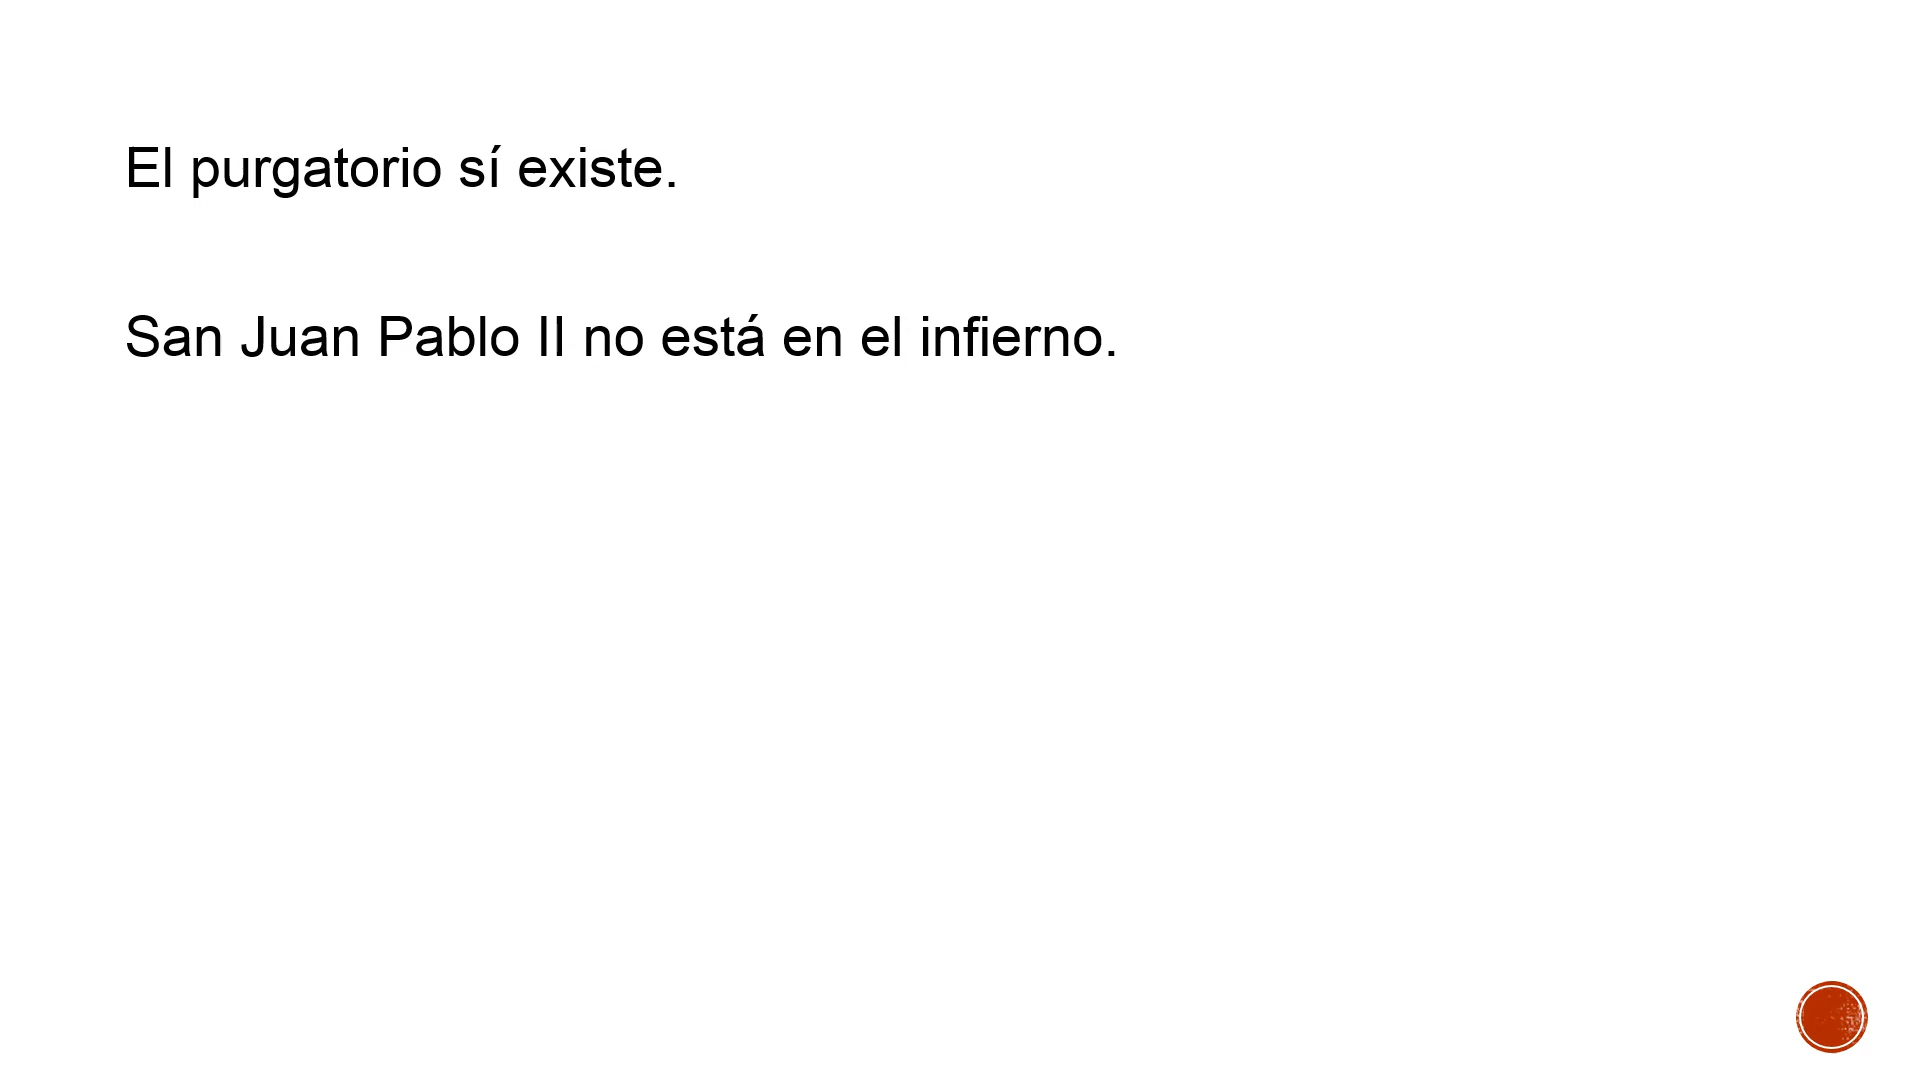 El purgatorio sí existe.
San Juan Pablo II no está en el infierno.